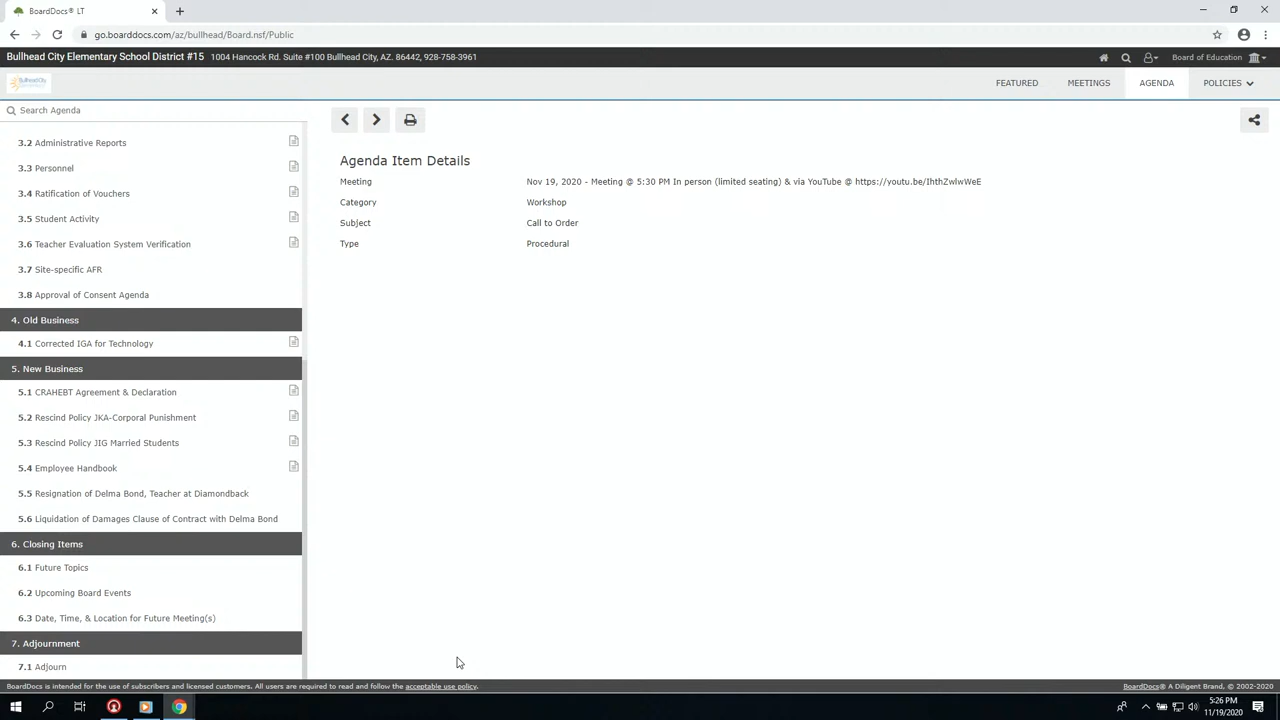 BoardDocs® LT
go.boarddocs.com/az/bullhead/Board.nsf/Public
Bullhead City Elementary School District #15 1004 Hancock Rd. Suite #100 Bullhead City, AZ. 86442, 928-758-3961
Board of Education
Bullhead City
FEATURED MEETINGS AGENDA POLICIES
Search Agenda
3.2 Administrative Reports
3.3 Personnel
3.4 Ratification of Vouchers
3.5 Student Activity
3.6 Teacher Evaluation System Verification
3.7 Site-specific AFR
3.8 Approval of Consent Agenda
4. Old Business
4.1 Corrected IGA for Technology
5. New Business
5.1 CRAHEBT Agreement & Declaration
5.2 Rescind Policy JKA-Corporal Punishment
5.3 Rescind Policy JIG Married Students
5.4 Employee Handbook
5.5 Resignation of Delma Bond, Teacher at Diamondback
5.6 Liquidation of Damages Clause of Contract with Delma Bond
6. Closing Items
6.1 Future Topics
6.2 Upcoming Board Events
6.3 Date, Time, & Location for Future Meeting(s)
7. Adjournment
7.1 Adjourn
Agenda Item Details
Meeting Nov 19, 2020 - Meeting @ 5:30 PM In person (limited seating) & via YouTube @ https://youtu.be/IhthZwlwWeE
Category Workshop
Subject Call to Order
Type Procedural
BoardDocs is intended for the use of subscribers and licensed customers. All users are required to read and follow the acceptable use policy.
BoardDocs® A Diligent Brand, © 2002-2020
5:26 PM
11/19/2020